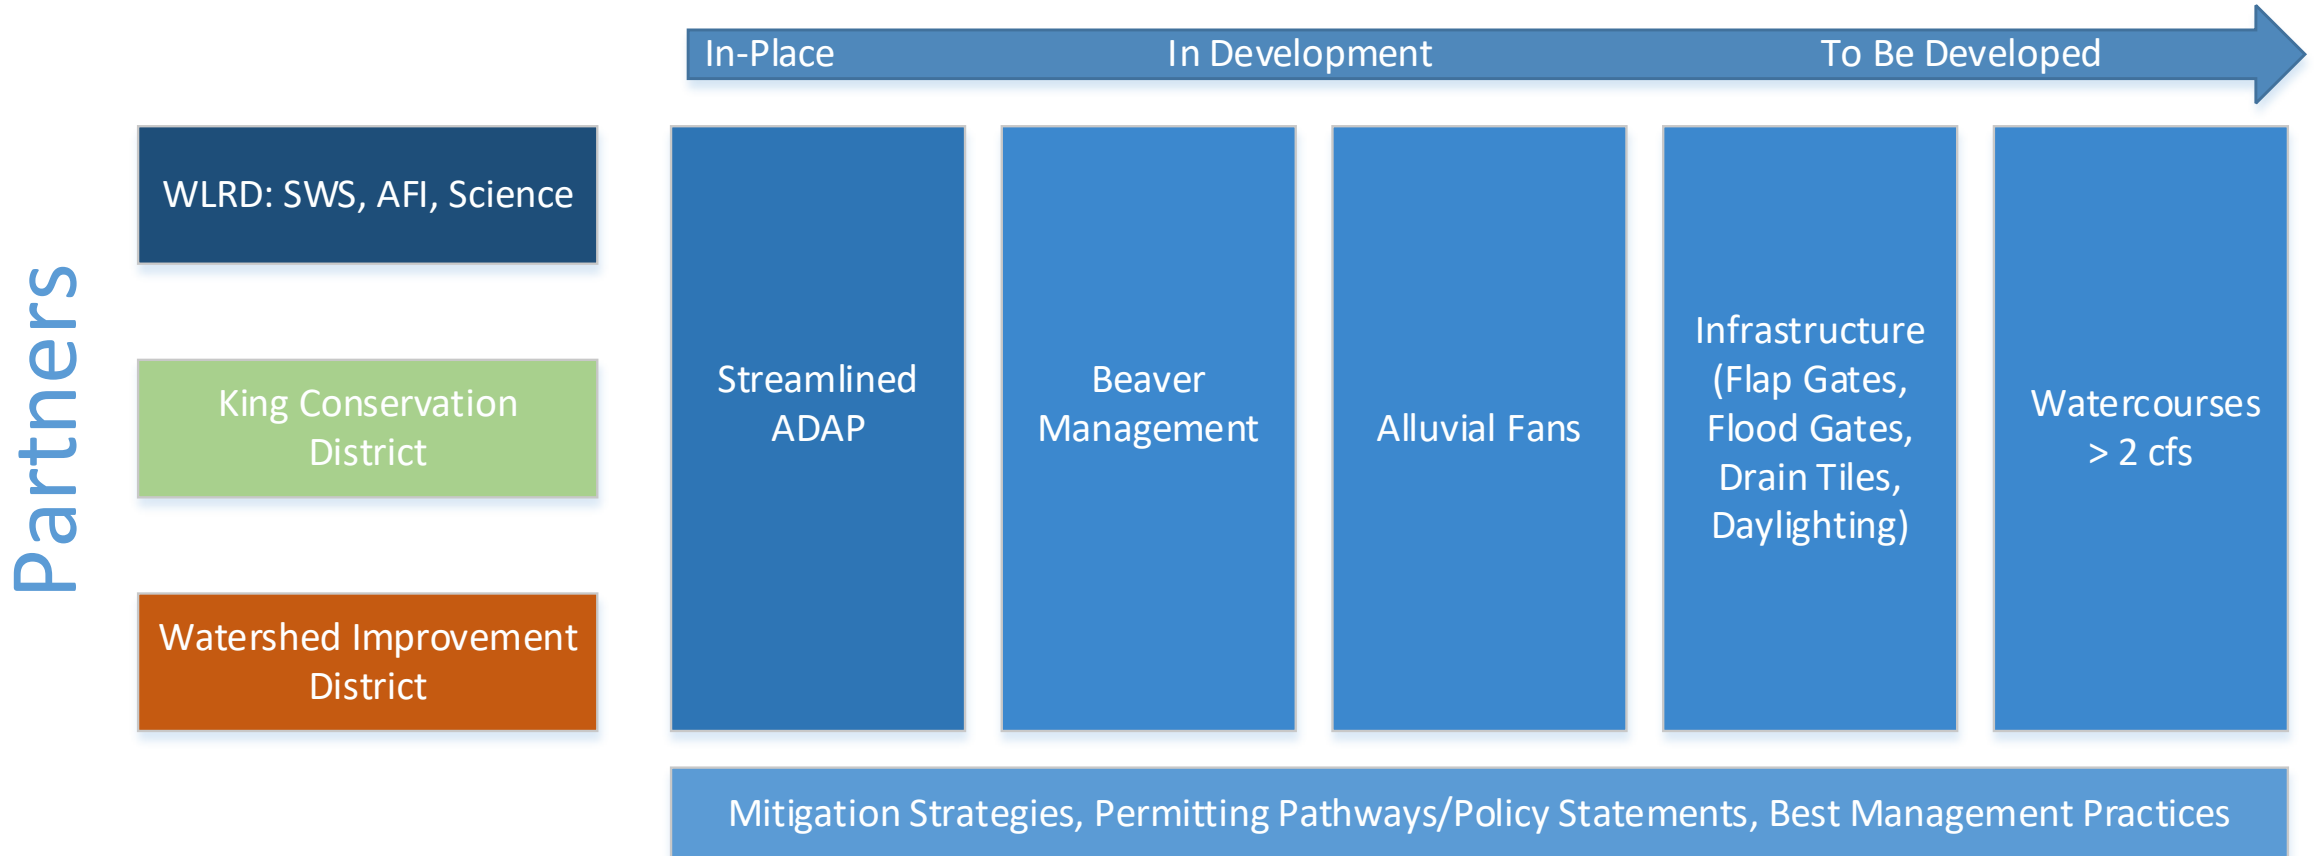 In-Place
In Development
To Be Developed
Partners
WLRD: SWS, AFI, Science
King Conservation
District
Watershed Improvement
District
Streamlined
ADAP
Beaver
Management
Alluvial Fans
Infrastructure
(Flap Gates,
Flood Gates,
Drain Tiles,
Daylighting)
Watercourses
> 2 cfs
Mitigation Strategies, Permitting Pathways/Policy Statements, Best Management Practices